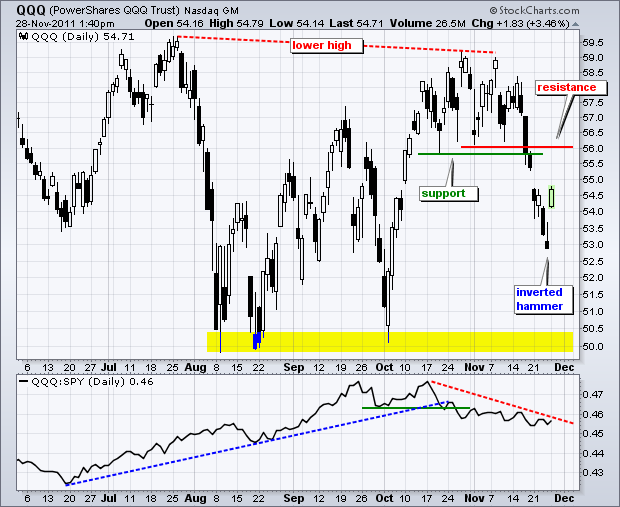 QQQ (PowerShares QQQ Trust) Nasdaq GM
© StockCharts.com
28-Nov-2011 Open 54.16 High 54.79 Low 54.14 Last 54.71 Volume 26.5M Chg +1.83 (+3.46%)
QQQ (Daily) 54.71
lower high
resistance
support
inverted
hammer
59.5
59.0
58.5
58.0
57.5
57.0
56.5
56.0
55.5
55.0
54.5
54.0
53.5
53.0
52.5
52.0
51.5
51.0
50.5
50.0
6 13 20 27 Jul 11 18 25 Aug 8 15 22 Sep 12 19 26 Oct 10 17 24 Nov 7 14 21 Dec
QQQ:SPY (Daily) 0.46
0.47
0.46
0.45
0.44
0.43
6 13 20 27 Jul 11 18 25 Aug 8 15 22 Sep 12 19 26 Oct 10 17 24 Nov 7 14 21 Dec